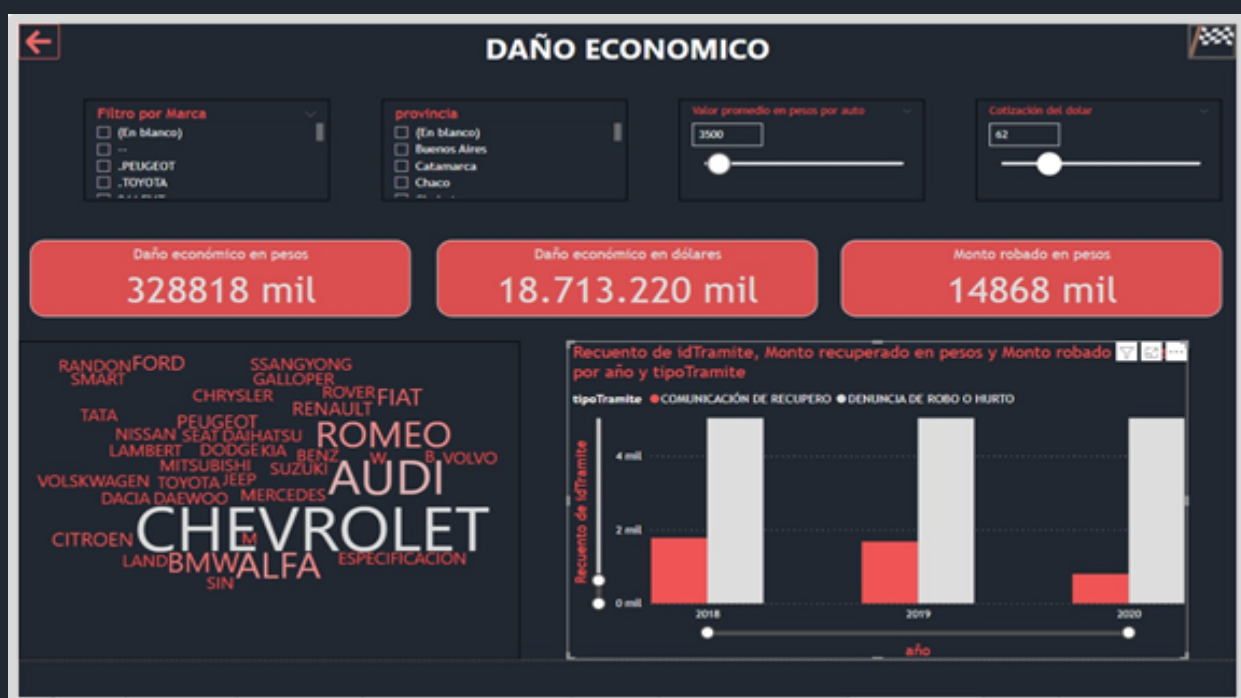 DAÑO ECONOMICO
Filtro por Marca
(En blanco)
--
.PEUGEOT
.TOYOTA
provincia
(En blanco)
Buenos Aires
Catamarca
Chaco
Valor promedio en pesos por auto
3500
Cotización del dolar
62
Daño económico en pesos
328818 mil
Daño económico en dólares
18.713.220 mil
Monto robado en pesos
14868 mil
RANDON FORD SSANGYONG
SMART GALLOPER
CHRYSLER ROVER FIAT
TATA RENAULT
PEUGEOT
NISSAN SEAT DAIHATSU ROMEO
LAMBERT DODGE KIA BENZ W B VOLVO
MITSUBISHI SUZUKI
VOLSKWAGEN TOYOTA JEEP AUDI
DACIA DAEWOO MERCEDES
CHEVROLET
CITROEN M
LAND BMW ALFA ESPECIFICACION
SIN
Recuento de idTramite, Monto recuperado en pesos y Monto robado
por año y tipoTramite
tipoTramite COMUNICACIÓN DE RECUPERO DENUNCIA DE ROBO O HURTO
Recuento de idTramite
4 mil
2 mil
0 mil
2018 2019 2020
año